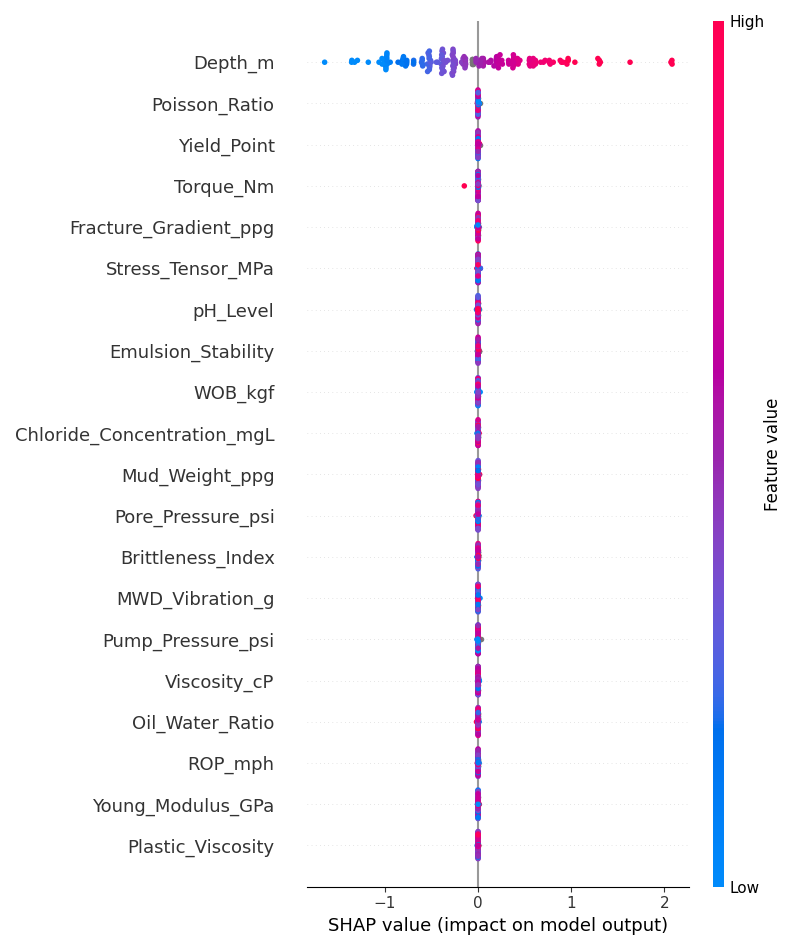 High
Depth_m
Poisson_Ratio
Yield_Point
Torque_Nm
Fracture_Gradient_ppg
Stress_Tensor_MPa
pH_Level
Emulsion_Stability
WOB_kgf
Chloride_Concentration_mgL
Mud_Weight_ppg
Pore_Pressure_psi
Brittleness_Index
MWD_Vibration_g
Pump_Pressure_psi
Viscosity_cP
Oil_Water_Ratio
ROP_mph
Young_Modulus_GPa
Plastic_Viscosity
Feature value
Low
−1 0 1 2
SHAP value (impact on model output)